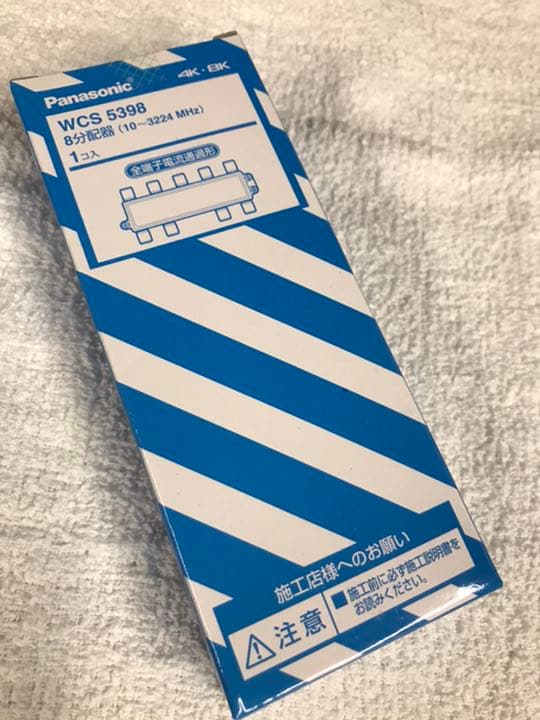 Panasonic
4K・8K
WCS 5398
8分配器 (10～3224 MHz)
1コ入
全端子電流通過形
施工店様へのお願い
注意
■施工前に必ず施工説明書を
お読みください。